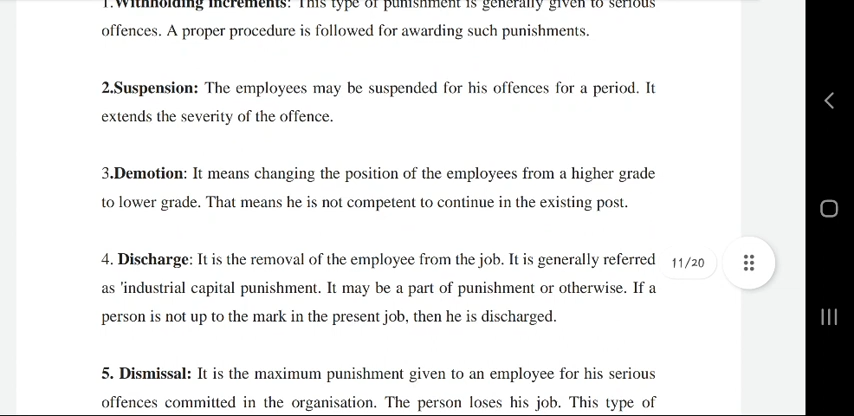 1.Withholding increments: This type of punishment is generally given to serious
offences. A proper procedure is followed for awarding such punishments.
2.Suspension: The employees may be suspended for his offences for a period. It
extends the severity of the offence.
3.Demotion: It means changing the position of the employees from a higher grade
to lower grade. That means he is not competent to continue in the existing post.
4. Discharge: It is the removal of the employee from the job. It is generally referred
as 'industrial capital punishment. It may be a part of punishment or otherwise. If a
person is not up to the mark in the present job, then he is discharged.
11/20
5. Dismissal: It is the maximum punishment given to an employee for his serious
offences committed in the organisation. The person loses his job. This type of